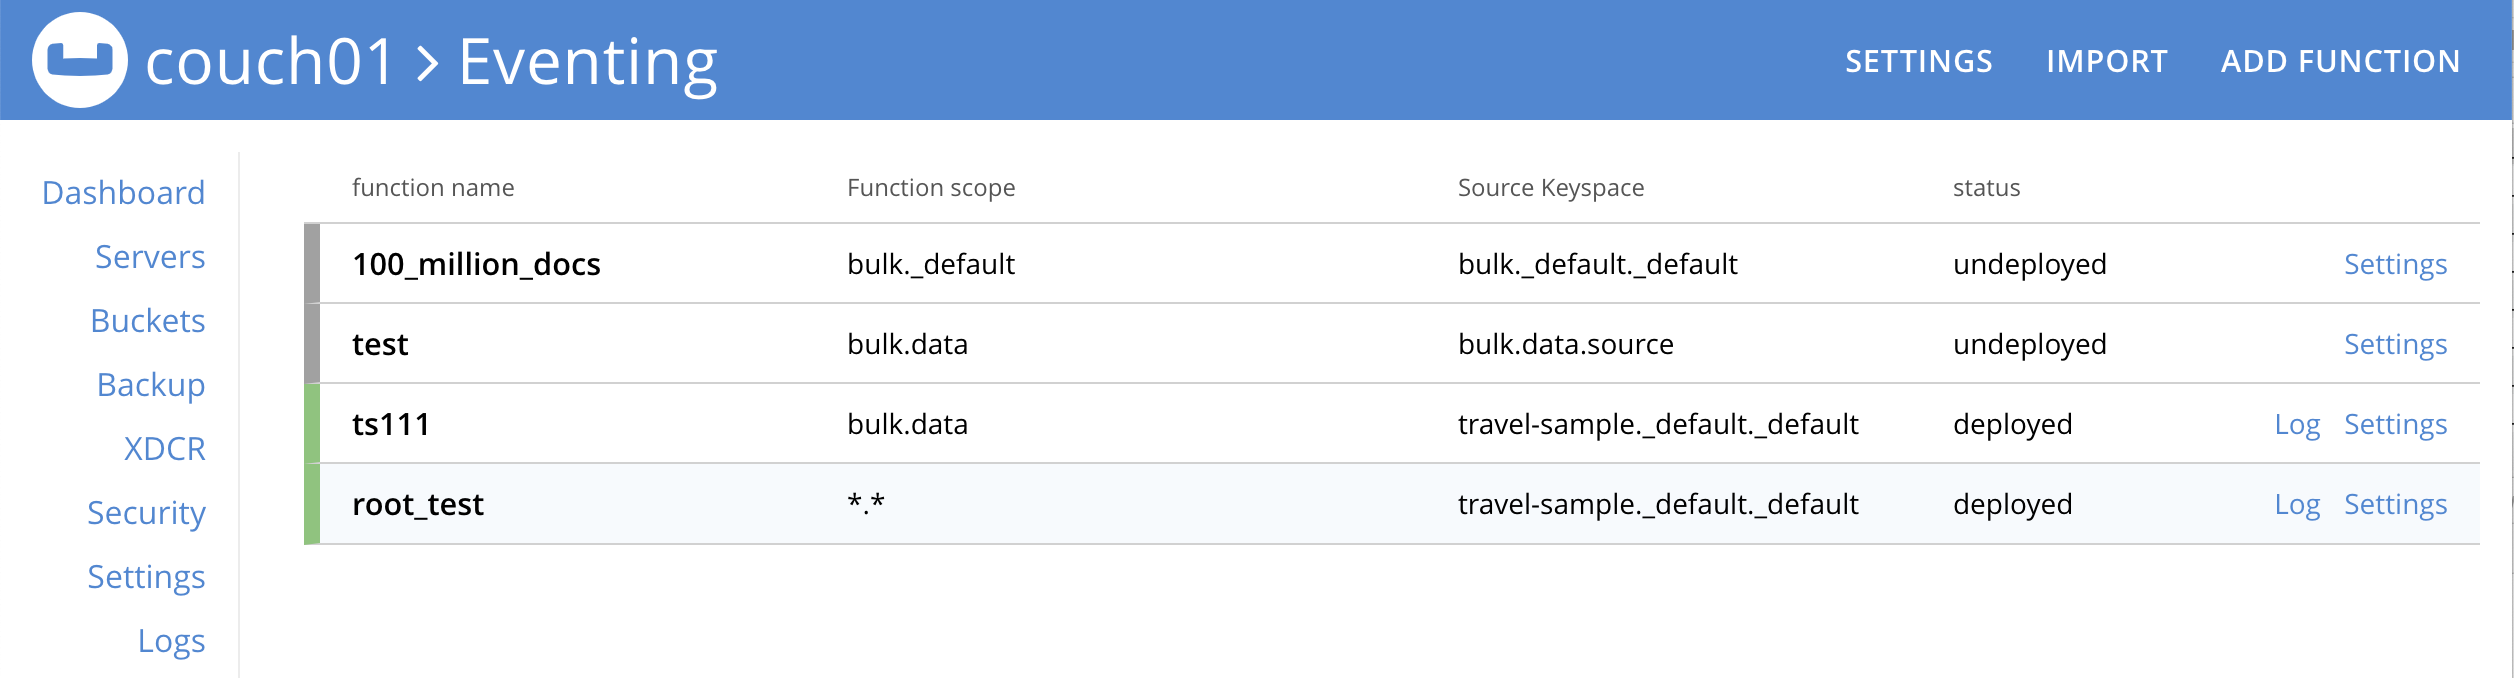 couch01 > Eventing SETTINGS IMPORT ADD FUNCTION
Dashboard
Servers
Buckets
Backup
XDCR
Security
Settings
Logs
function name Function scope Source Keyspace status
100_million_docs bulk._default bulk._default._default undeployed Settings
test bulk.data bulk.data.source undeployed Settings
ts111 bulk.data travel-sample._default._default deployed Log Settings
root_test *.* travel-sample._default._default deployed Log Settings